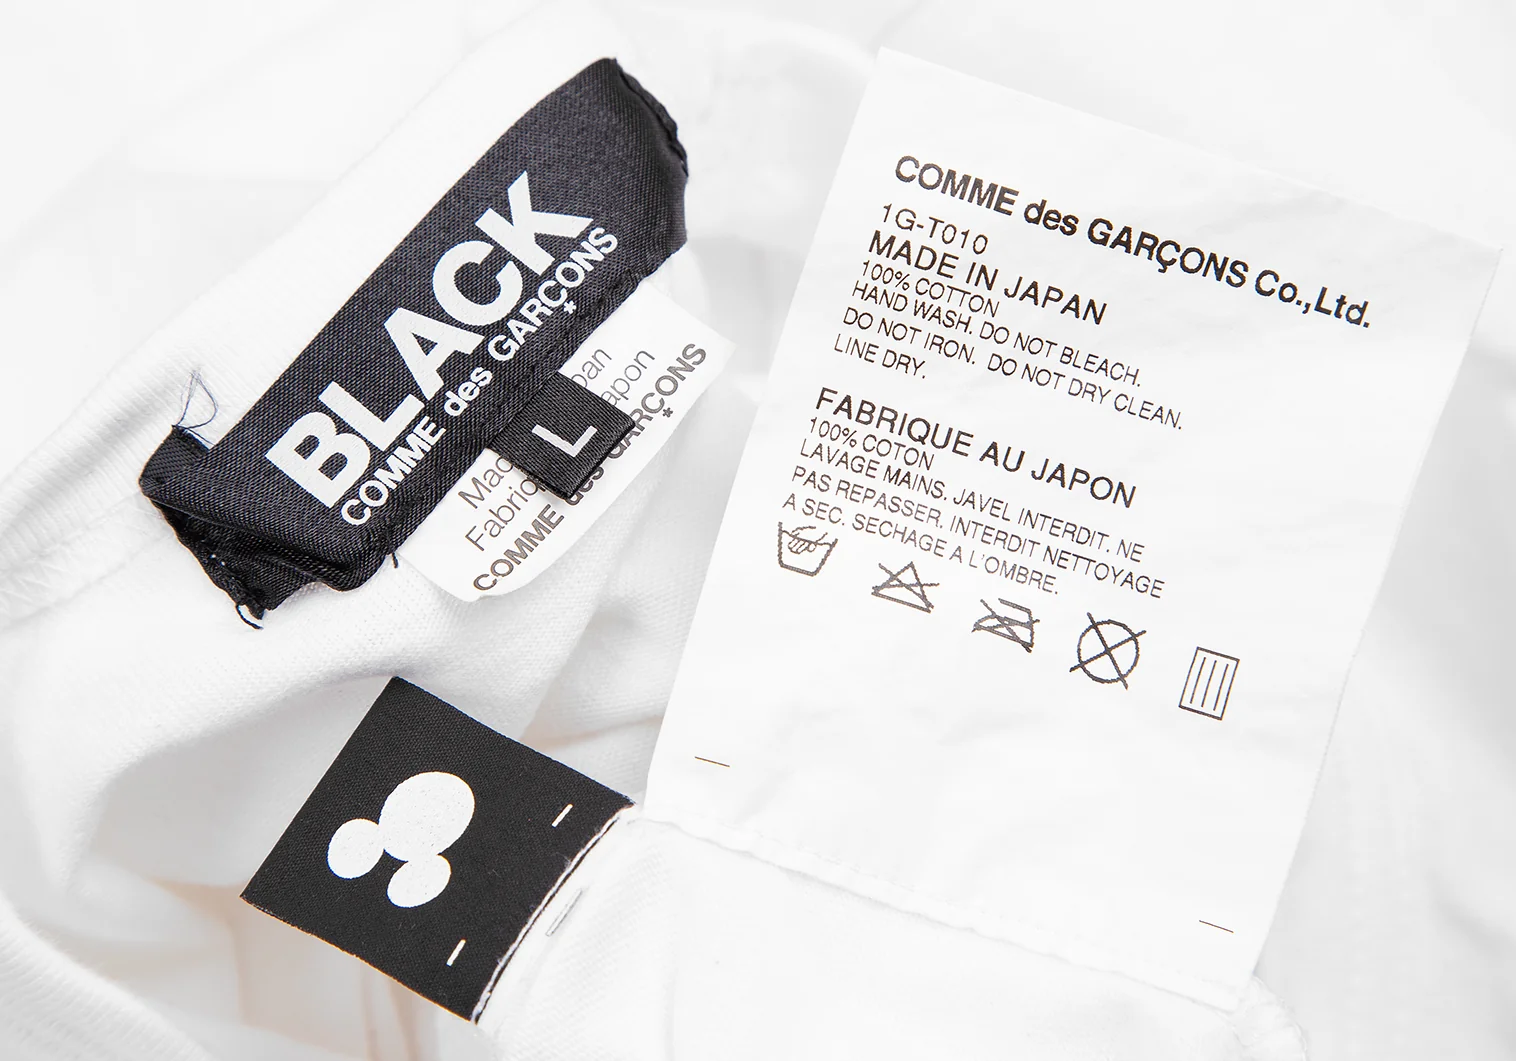 BLACK
COMME des GARÇONS
L
COMME des GARÇONS
COMME des GARÇONS Co.,Ltd.
1G-T010
MADE IN JAPAN
100% COTTON
HAND WASH. DO NOT BLEACH.
DO NOT IRON. DO NOT DRY CLEAN.
LINE DRY.
FABRIQUE AU JAPON
100% COTON
LAVAGE MAINS. JAVEL INTERDIT. NE
PAS REPASSER. INTERDIT NETTOYAGE
A SEC. SECHAGE A L'OMBRE.